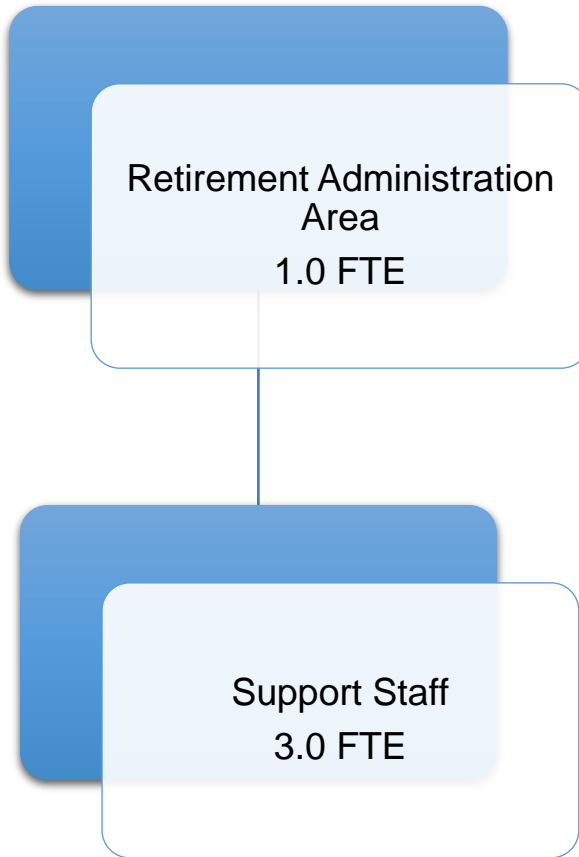 Retirement Administration
Area
1.0 FTE
Support Staff
3.0 FTE